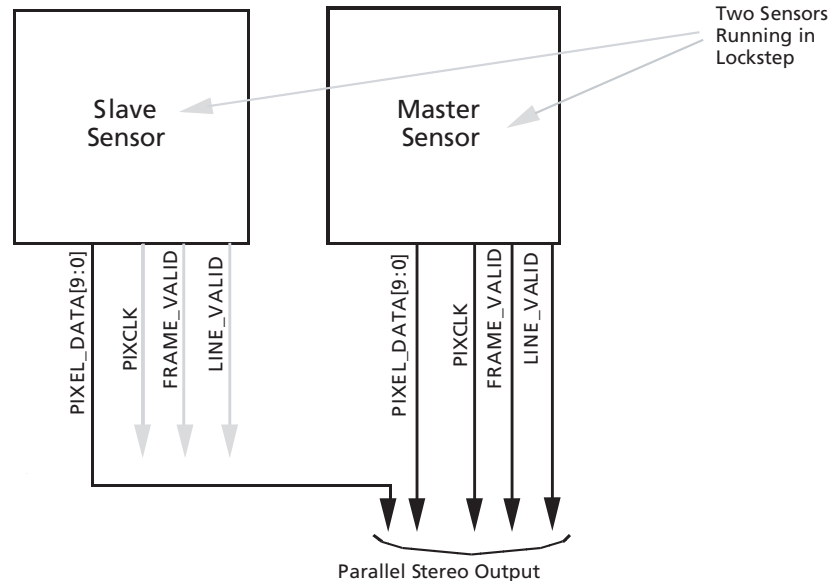 Two Sensors
Running in
Lockstep
Slave
Sensor
Master
Sensor
PIXEL_DATA[9:0]
PIXCLK
FRAME_VALID
LINE_VALID
PIXEL_DATA[9:0]
PIXCLK
FRAME_VALID
LINE_VALID
Parallel Stereo Output